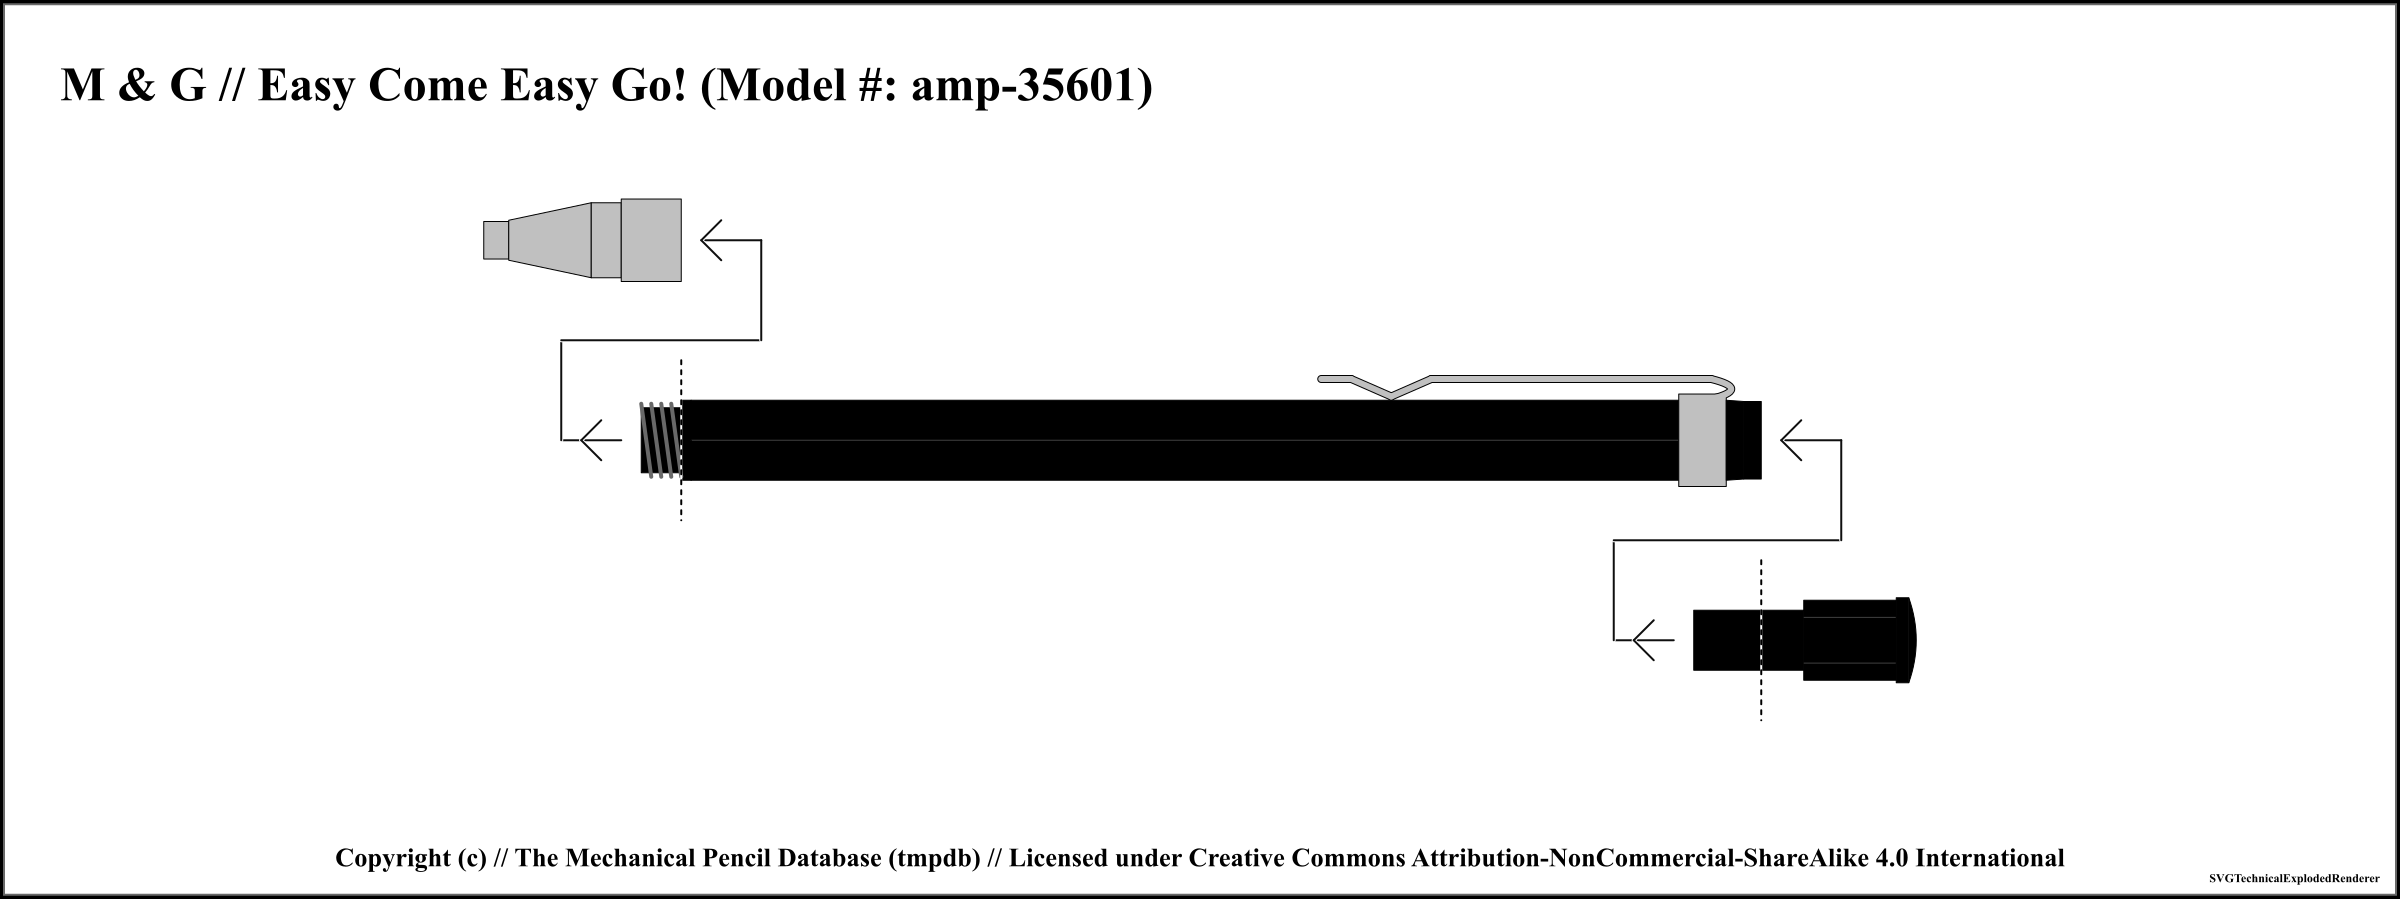 M & G // Easy Come Easy Go! (Model #: amp-35601)
Copyright (c) // The Mechanical Pencil Database (tmpdb) // Licensed under Creative Commons Attribution-NonCommercial-ShareAlike 4.0 International
SVGTechnicalExplodedRenderer